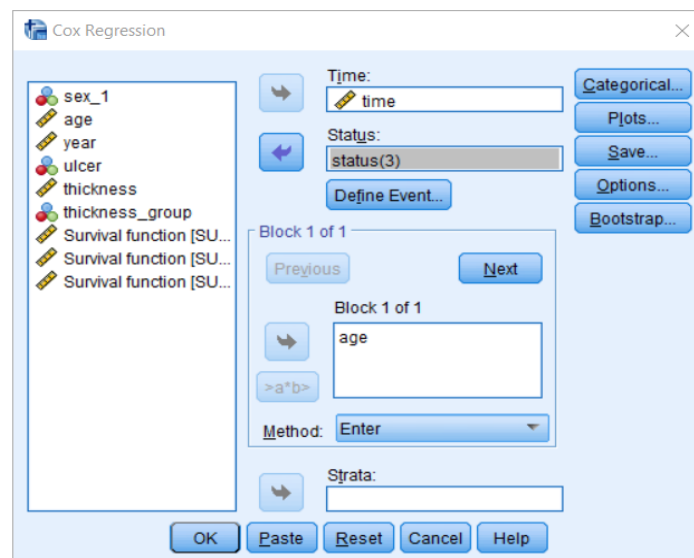 Cox Regression
sex_1
age
year
ulcer
thickness
thickness_group
Survival function [SU...
Survival function [SU...
Survival function [SU...
Time:
time
Status:
status(3)
Define Event...
Block 1 of 1
Previous
Next
Block 1 of 1
age
>a*b>
Method: Enter
Strata:
Categorical...
Plots...
Save...
Options...
Bootstrap...
OK Paste Reset Cancel Help